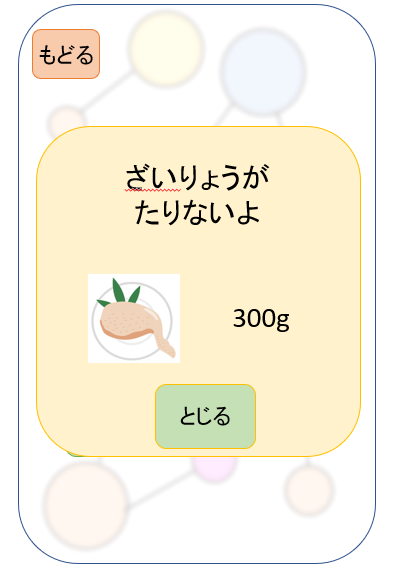 もどる
ざいりょうが
たりないよ
300g
とじる